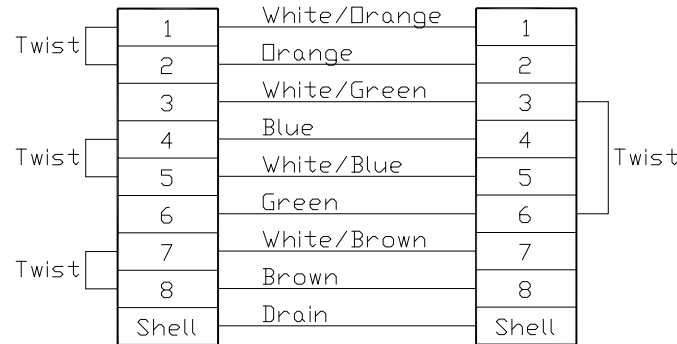 1 White/Orange 1
Twist
2 Orange 2
3 White/Green 3
4 Blue 4
Twist Twist
5 White/Blue 5
6 Green 6
7 White/Brown 7
Twist
8 Brown 8
Shell Drain Shell